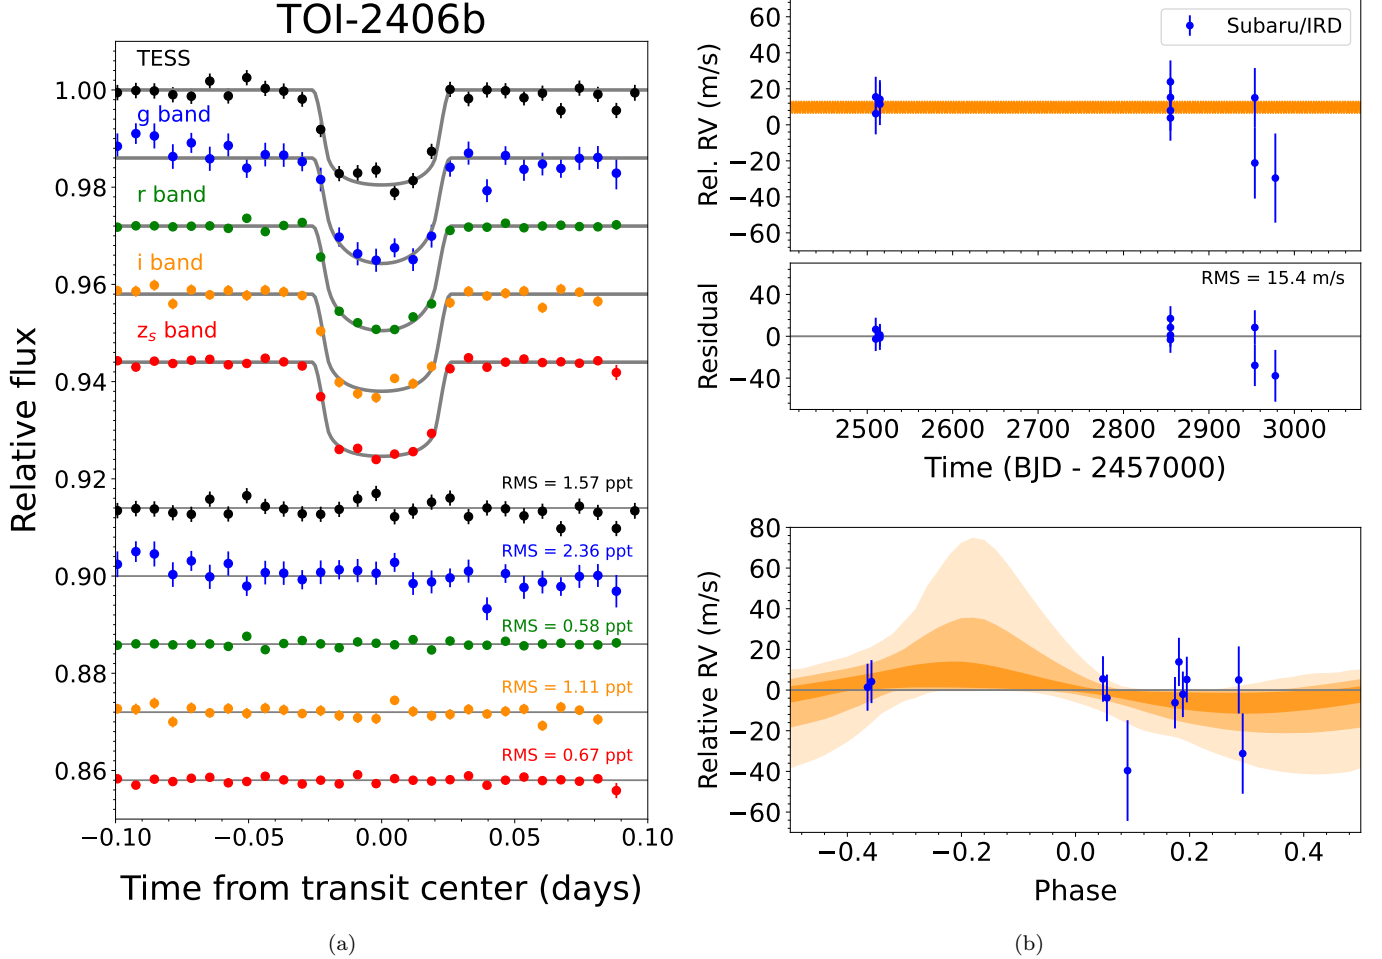 TOI-2406b
TESS
g band
r band
i band
z_s band
RMS = 1.57 ppt
RMS = 2.36 ppt
RMS = 0.58 ppt
RMS = 1.11 ppt
RMS = 0.67 ppt
1.00
0.98
0.96
0.94
0.92
0.90
0.88
0.86
Relative flux
−0.10
−0.05
0.00
0.05
0.10
Time from transit center (days)
(a)
Subaru/IRD
60
40
20
0
−20
−40
−60
Rel. RV (m/s)
RMS = 15.4 m/s
40
0
−40
Residual
2500
2600
2700
2800
2900
3000
Time (BJD - 2457000)
80
60
40
20
0
−20
−40
−60
Relative RV (m/s)
−0.4
−0.2
0.0
0.2
0.4
Phase
(b)